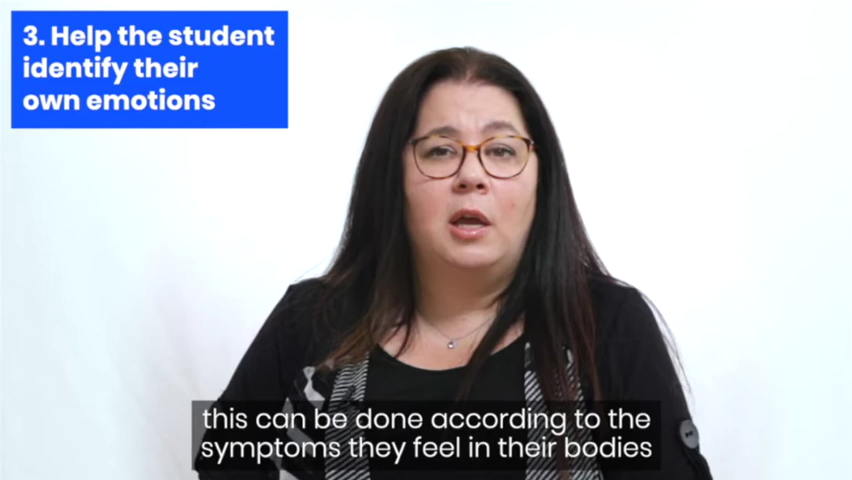 3. Help the student
identify their
own emotions
this can be done according to the
symptoms they feel in their bodies